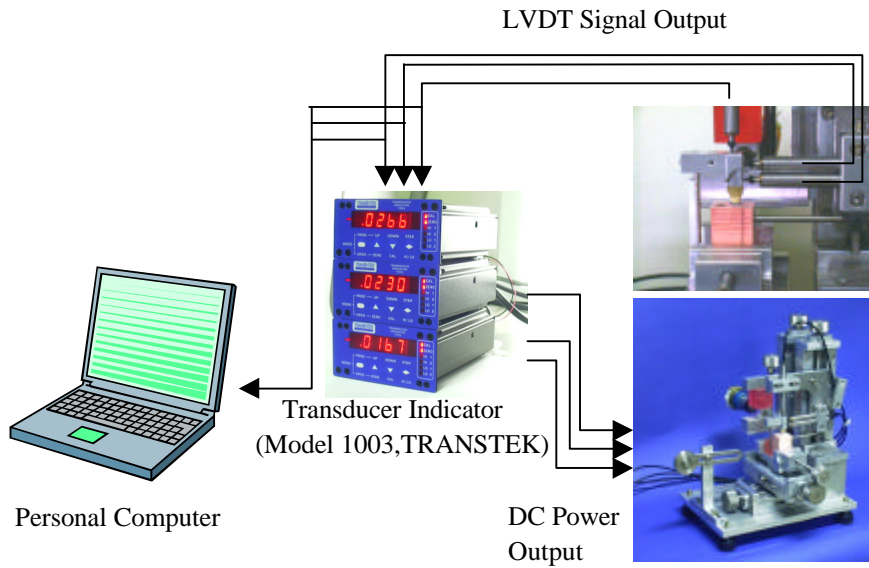 LVDT Signal Output
.0266
.0230
.0167
Transducer Indicator
(Model 1003,TRANSTEK)
Personal Computer
DC Power
Output